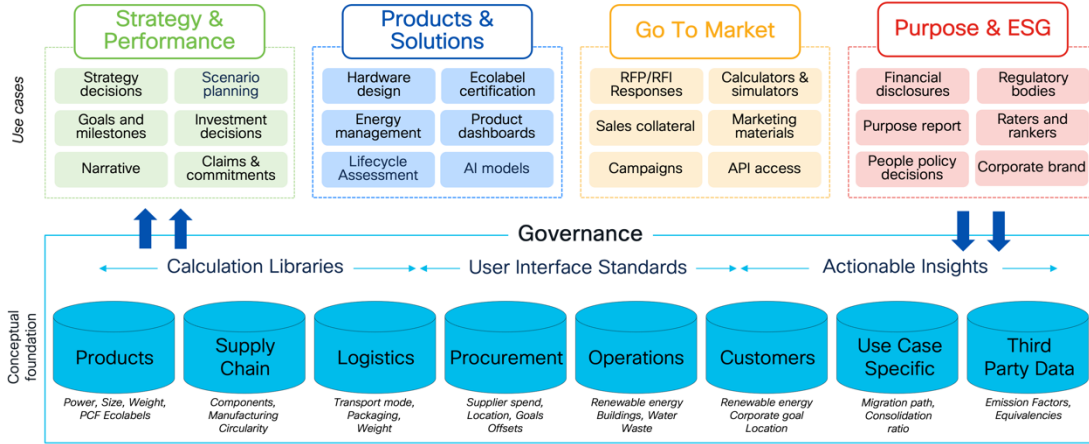 Strategy &
Performance
Products &
Solutions
Go To Market
Purpose & ESG
Use cases
Strategy
decisions
Scenario
planning
Goals and
milestones
Investment
decisions
Narrative
Claims &
commitments
Hardware
design
Ecolabel
certification
Energy
management
Product
dashboards
Lifecycle
Assessment
AI models
RFP/RFI
Responses
Calculators &
simulators
Sales collateral
Marketing
materials
Campaigns
API access
Financial
disclosures
Regulatory
bodies
Purpose report
Raters and
rankers
People policy
decisions
Corporate brand
Governance
Calculation Libraries
User Interface Standards
Actionable Insights
Conceptual
foundation
Products
Supply
Chain
Logistics
Procurement
Operations
Customers
Use Case
Specific
Third
Party Data
Power, Size, Weight,
PCF Ecolabels
Components,
Manufacturing
Circularity
Transport mode,
Packaging,
Weight
Supplier spend,
Location, Goals
Offsets
Renewable energy
Buildings, Water
Waste
Renewable energy
Corporate goal
Location
Migration path,
Consolidation
ratio
Emission Factors,
Equivalencies